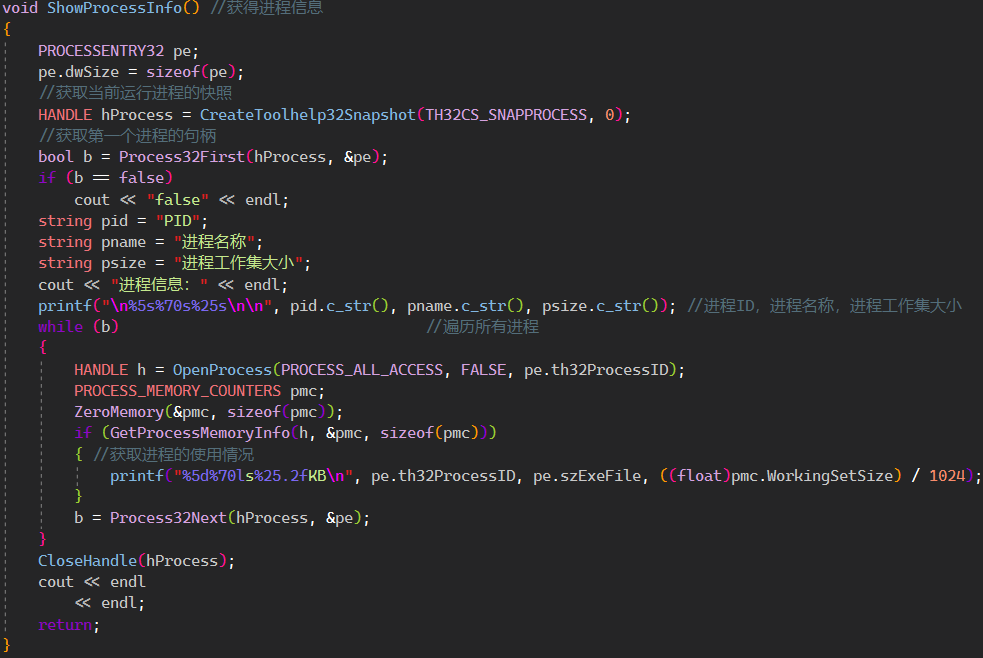 void ShowProcessInfo() //获得进程信息
{
    PROCESSENTRY32 pe;
    pe.dwSize = sizeof(pe);
    //获取当前运行进程的快照
    HANDLE hProcess = CreateToolhelp32Snapshot(TH32CS_SNAPPROCESS, 0);
    //获取第一个进程的句柄
    bool b = Process32First(hProcess, &pe);
    if (b == false)
        cout << "false" << endl;
    string pid = "PID";
    string pname = "进程名称";
    string psize = "进程工作集大小";
    cout << "进程信息：" << endl;
    printf("\n%5s%70s%25s\n\n", pid.c_str(), pname.c_str(), psize.c_str()); //进程ID，进程名称，进程工作集大小
    while (b)                                  //遍历所有进程
    {
        HANDLE h = OpenProcess(PROCESS_ALL_ACCESS, FALSE, pe.th32ProcessID);
        PROCESS_MEMORY_COUNTERS pmc;
        ZeroMemory(&pmc, sizeof(pmc));
        if (GetProcessMemoryInfo(h, &pmc, sizeof(pmc)))
        { //获取进程的使用情况
            printf("%5d%70ls%25.2fKB\n", pe.th32ProcessID, pe.szExeFile, ((float)pmc.WorkingSetSize) / 1024);
        }
        b = Process32Next(hProcess, &pe);
    }
    CloseHandle(hProcess);
    cout << endl
        << endl;
    return;
}